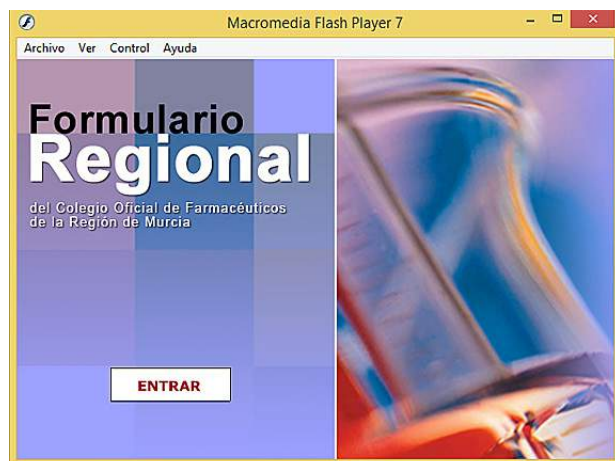 Macromedia Flash Player 7
Archivo Ver Control Ayuda
Formulario
Regional
del Colegio Oficial de Farmacéuticos
de la Región de Murcia
ENTRAR